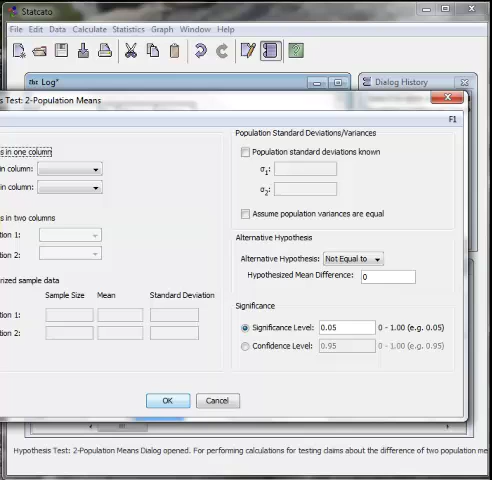 Statcato
File Edit Data Calculate Statistics Graph Window Help
Log*
Dialog History
s Test: 2-Population Means
F1
s in one column
in column:
in column:
s in two columns
tion 1:
tion 2:
rized sample data
Sample Size Mean Standard Deviation
tion 1:
tion 2:
Population Standard Deviations/Variances
Population standard deviations known
σ1:
σ2:
Assume population variances are equal
Alternative Hypothesis
Alternative Hypothesis: Not Equal to
Hypothesized Mean Difference: 0
Significance
Significance Level: 0.05 0 - 1.00 (e.g. 0.05)
Confidence Level: 0.95 0 - 1.00 (e.g. 0.95)
OK Cancel
Hypothesis Test: 2-Population Means Dialog opened. For performing calculations for testing claims about the difference of two population me